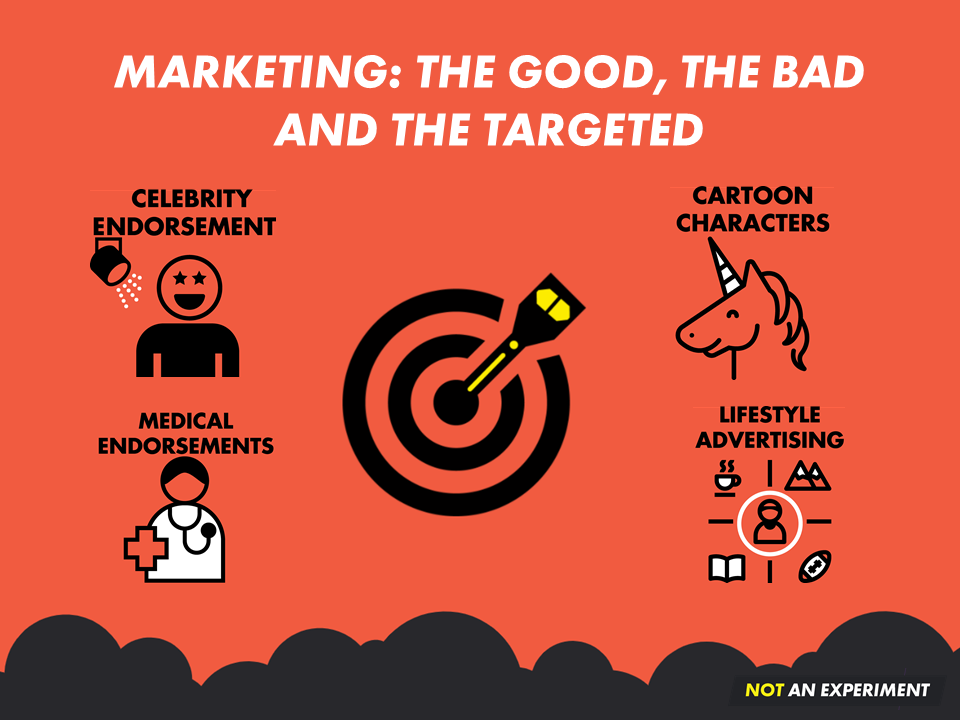 MARKETING: THE GOOD, THE BAD
AND THE TARGETED
CELEBRITY
ENDORSEMENT
CARTOON
CHARACTERS
MEDICAL
ENDORSEMENTS
LIFESTYLE
ADVERTISING
NOT AN EXPERIMENT